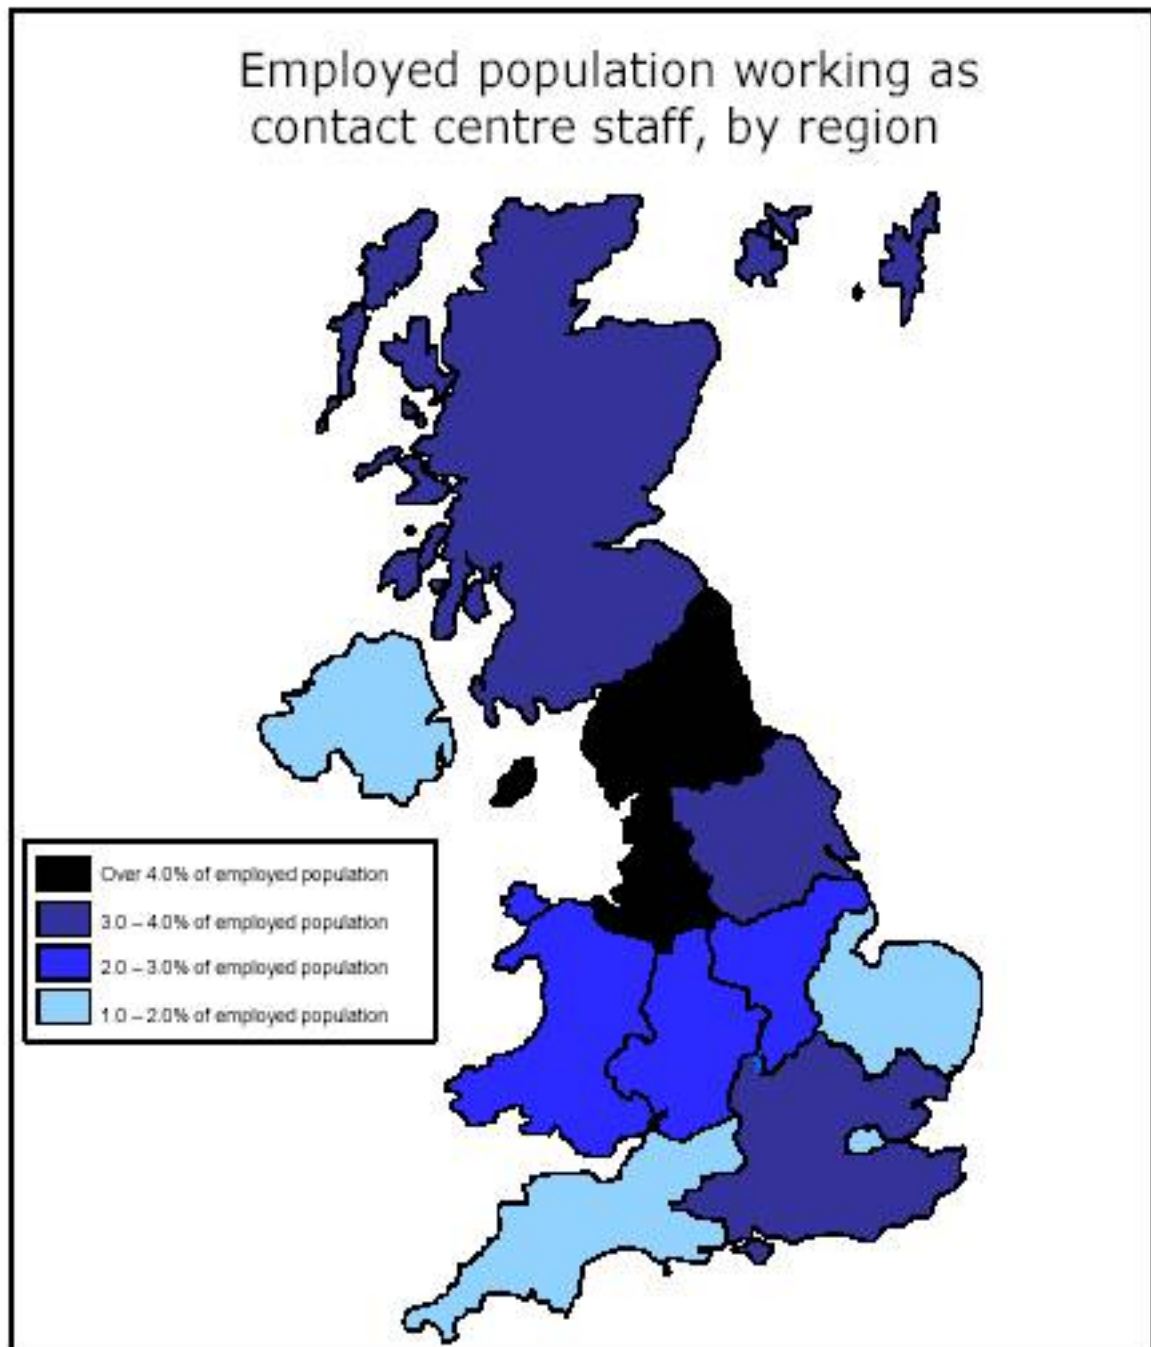 Employed population working as
contact centre staff, by region
Over 4.0% of employed population
3.0 – 4.0% of employed population
2.0 – 3.0% of employed population
1.0 – 2.0% of employed population